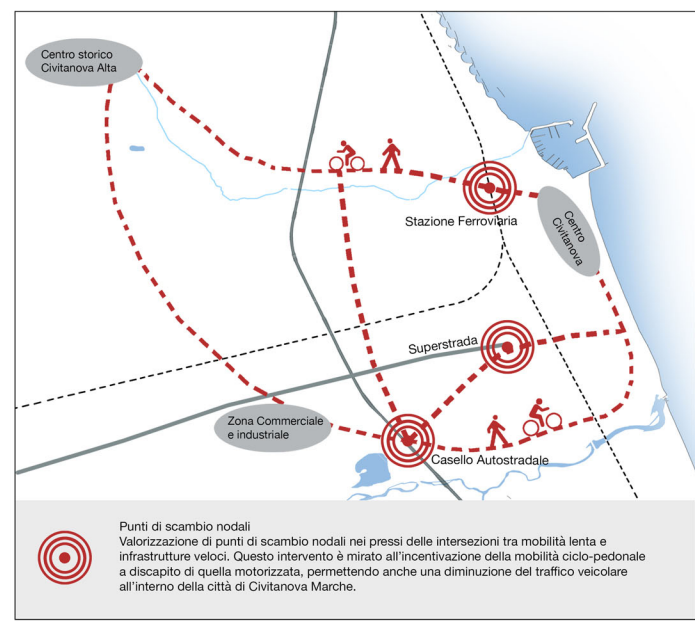 Centro storico
Civitanova Alta
Stazione Ferroviaria
Centro
Civitanova
Superstrada
Zona Commerciale
e industriale
Casello Autostradale
Punti di scambio nodali
Valorizzazione di punti di scambio nodali nei pressi delle intersezioni tra mobilità lenta e
infrastrutture veloci. Questo intervento è mirato all'incentivazione della mobilità ciclo-pedonale
a discapito di quella motorizzata, permettendo anche una diminuzione del traffico veicolare
all'interno della città di Civitanova Marche.